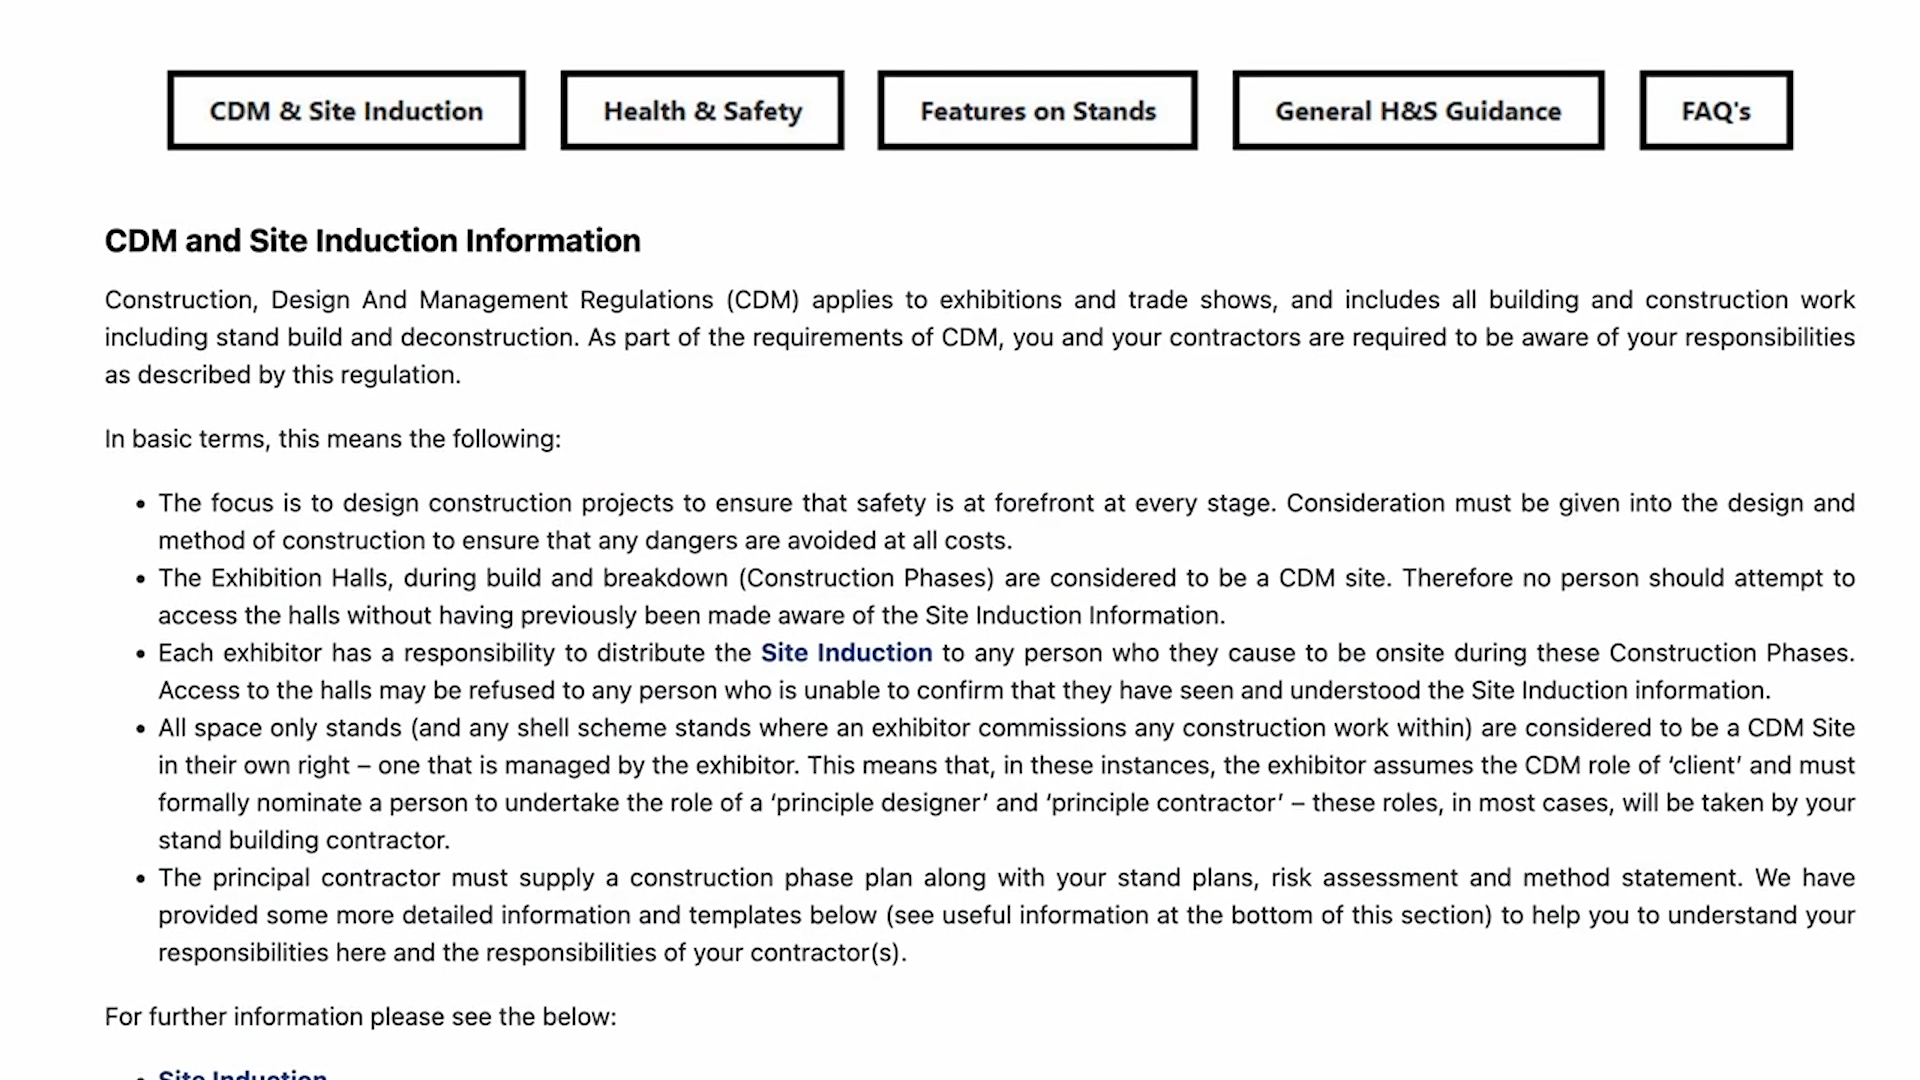 CDM & Site Induction
Health & Safety
Features on Stands
General H&S Guidance
FAQ's
CDM and Site Induction Information
Construction, Design And Management Regulations (CDM) applies to exhibitions and trade shows, and includes all building and construction work
including stand build and deconstruction. As part of the requirements of CDM, you and your contractors are required to be aware of your responsibilities
as described by this regulation.
In basic terms, this means the following:
• The focus is to design construction projects to ensure that safety is at forefront at every stage. Consideration must be given into the design and
method of construction to ensure that any dangers are avoided at all costs.
• The Exhibition Halls, during build and breakdown (Construction Phases) are considered to be a CDM site. Therefore no person should attempt to
access the halls without having previously been made aware of the Site Induction Information.
• Each exhibitor has a responsibility to distribute the Site Induction to any person who they cause to be onsite during these Construction Phases.
Access to the halls may be refused to any person who is unable to confirm that they have seen and understood the Site Induction information.
• All space only stands (and any shell scheme stands where an exhibitor commissions any construction work within) are considered to be a CDM Site
in their own right – one that is managed by the exhibitor. This means that, in these instances, the exhibitor assumes the CDM role of ‘client’ and must
formally nominate a person to undertake the role of a ‘principle designer’ and ‘principle contractor’ – these roles, in most cases, will be taken by your
stand building contractor.
• The principal contractor must supply a construction phase plan along with your stand plans, risk assessment and method statement. We have
provided some more detailed information and templates below (see useful information at the bottom of this section) to help you to understand your
responsibilities here and the responsibilities of your contractor(s).
For further information please see the below:
• Site Induction